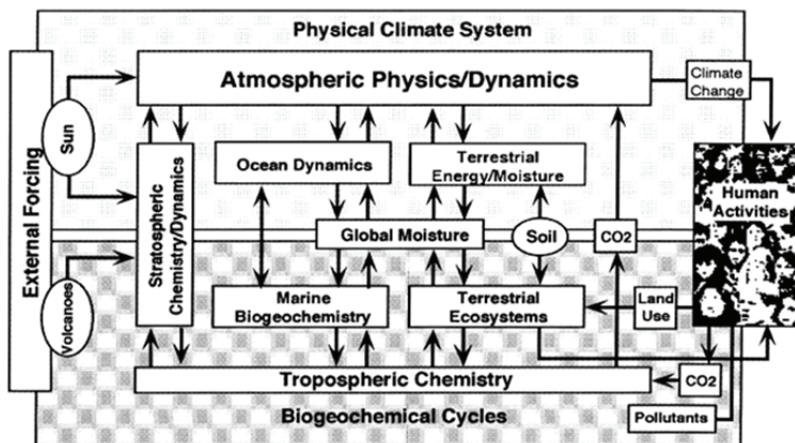 Physical Climate System
Atmospheric Physics/Dynamics
Climate
Change
External Forcing
Sun
Stratospheric
Chemistry/Dynamics
Ocean Dynamics
Terrestrial
Energy/Moisture
Human
Activities
Global Moisture
Soil
CO2
Volcanoes
Marine
Biogeochemistry
Terrestrial
Ecosystems
Land
Use
Tropospheric Chemistry
CO2
Biogeochemical Cycles
Pollutants